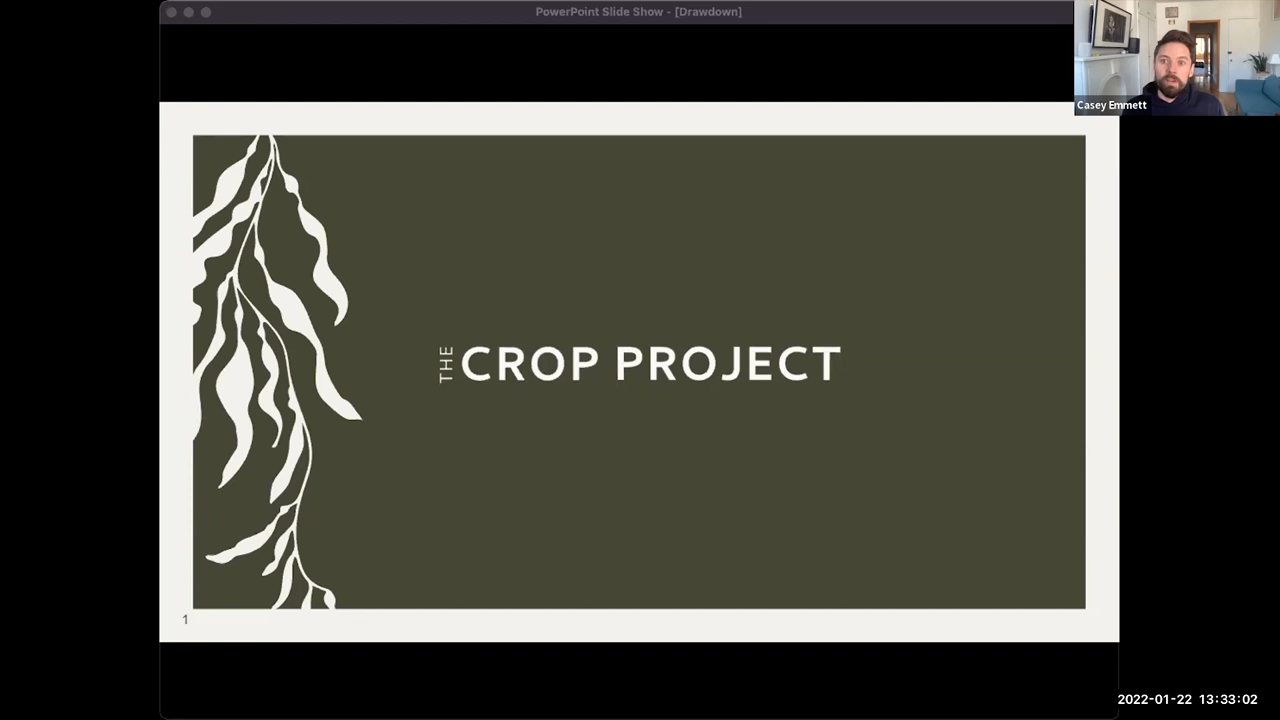 PowerPoint Slide Show - [Drawdown]
Casey Emmett
THE CROP PROJECT
1
2022-01-22 13:33:02